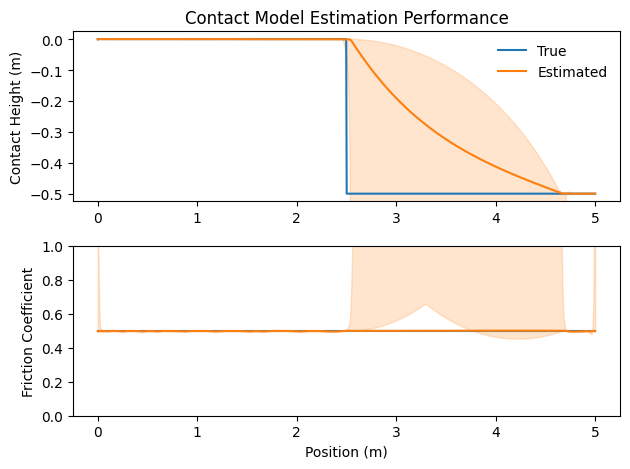 Contact Model Estimation Performance
Contact Height (m)
0.0
−0.1
−0.2
−0.3
−0.4
−0.5
True
Estimated
0 1 2 3 4 5
Friction Coefficient
1.0
0.8
0.6
0.4
0.2
0.0
0 1 2 3 4 5
Position (m)